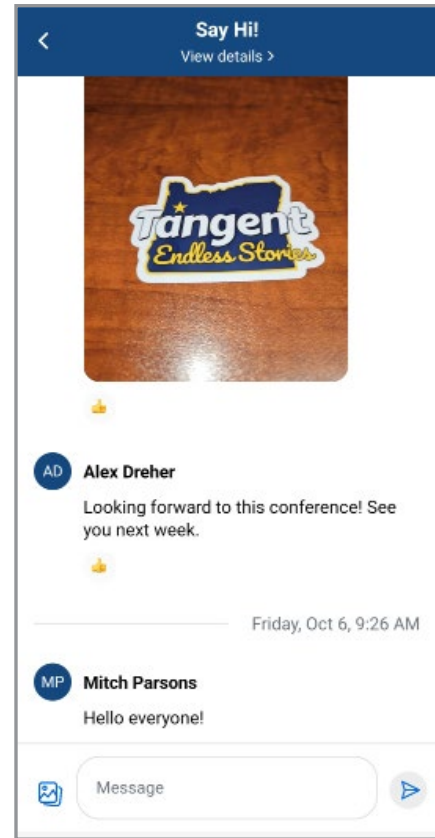 Say Hi!
View details >
Tangent
Endless Stories
AD
Alex Dreher
Looking forward to this conference! See
you next week.
Friday, Oct 6, 9:26 AM
MP
Mitch Parsons
Hello everyone!
Message